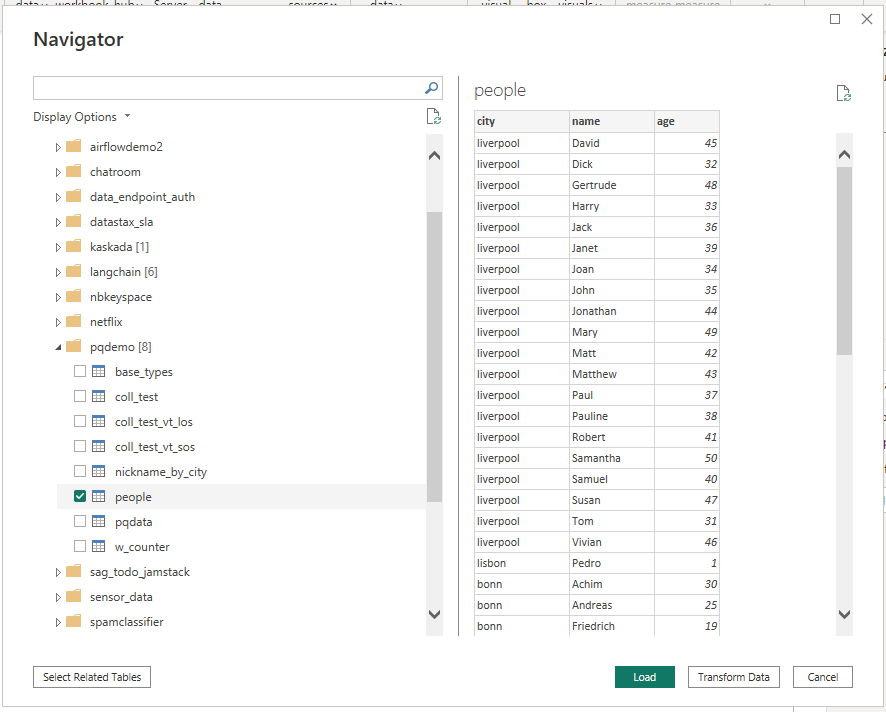 Navigator
Display Options
airflowdemo2
chatroom
data_endpoint_auth
datastax_sla
kaskada [1]
langchain [6]
nbkeyspace
netflix
pqdemo [8]
base_types
coll_test
coll_test_vt_los
coll_test_vt_sos
nickname_by_city
people
pqdata
w_counter
sag_todo_jamstack
sensor_data
spamclassifier
people
city name age
liverpool David 45
liverpool Dick 32
liverpool Gertrude 48
liverpool Harry 33
liverpool Jack 36
liverpool Janet 39
liverpool Joan 34
liverpool John 35
liverpool Jonathan 44
liverpool Mary 49
liverpool Matt 42
liverpool Matthew 43
liverpool Paul 37
liverpool Pauline 38
liverpool Robert 41
liverpool Samantha 50
liverpool Samuel 40
liverpool Susan 47
liverpool Tom 31
liverpool Vivian 46
lisbon Pedro 1
bonn Achim 30
bonn Andreas 25
bonn Friedrich 19
Select Related Tables Load Transform Data Cancel